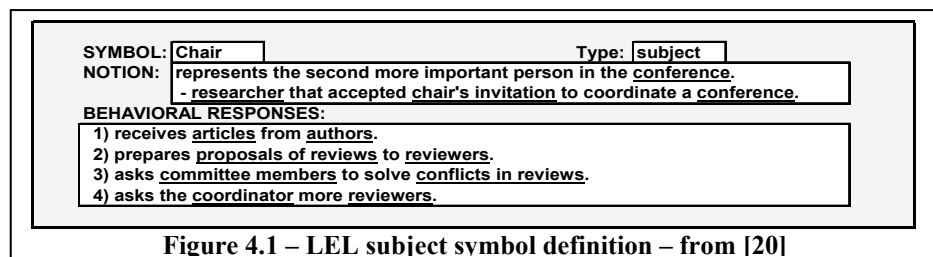 SYMBOL: Chair Type: subject
NOTION: represents the second more important person in the conference.
- researcher that accepted chair's invitation to coordinate a conference.
BEHAVIORAL RESPONSES:
1) receives articles from authors.
2) prepares proposals of reviews to reviewers.
3) asks committee members to solve conflicts in reviews.
4) asks the coordinator more reviewers.
Figure 4.1 – LEL subject symbol definition – from [20]